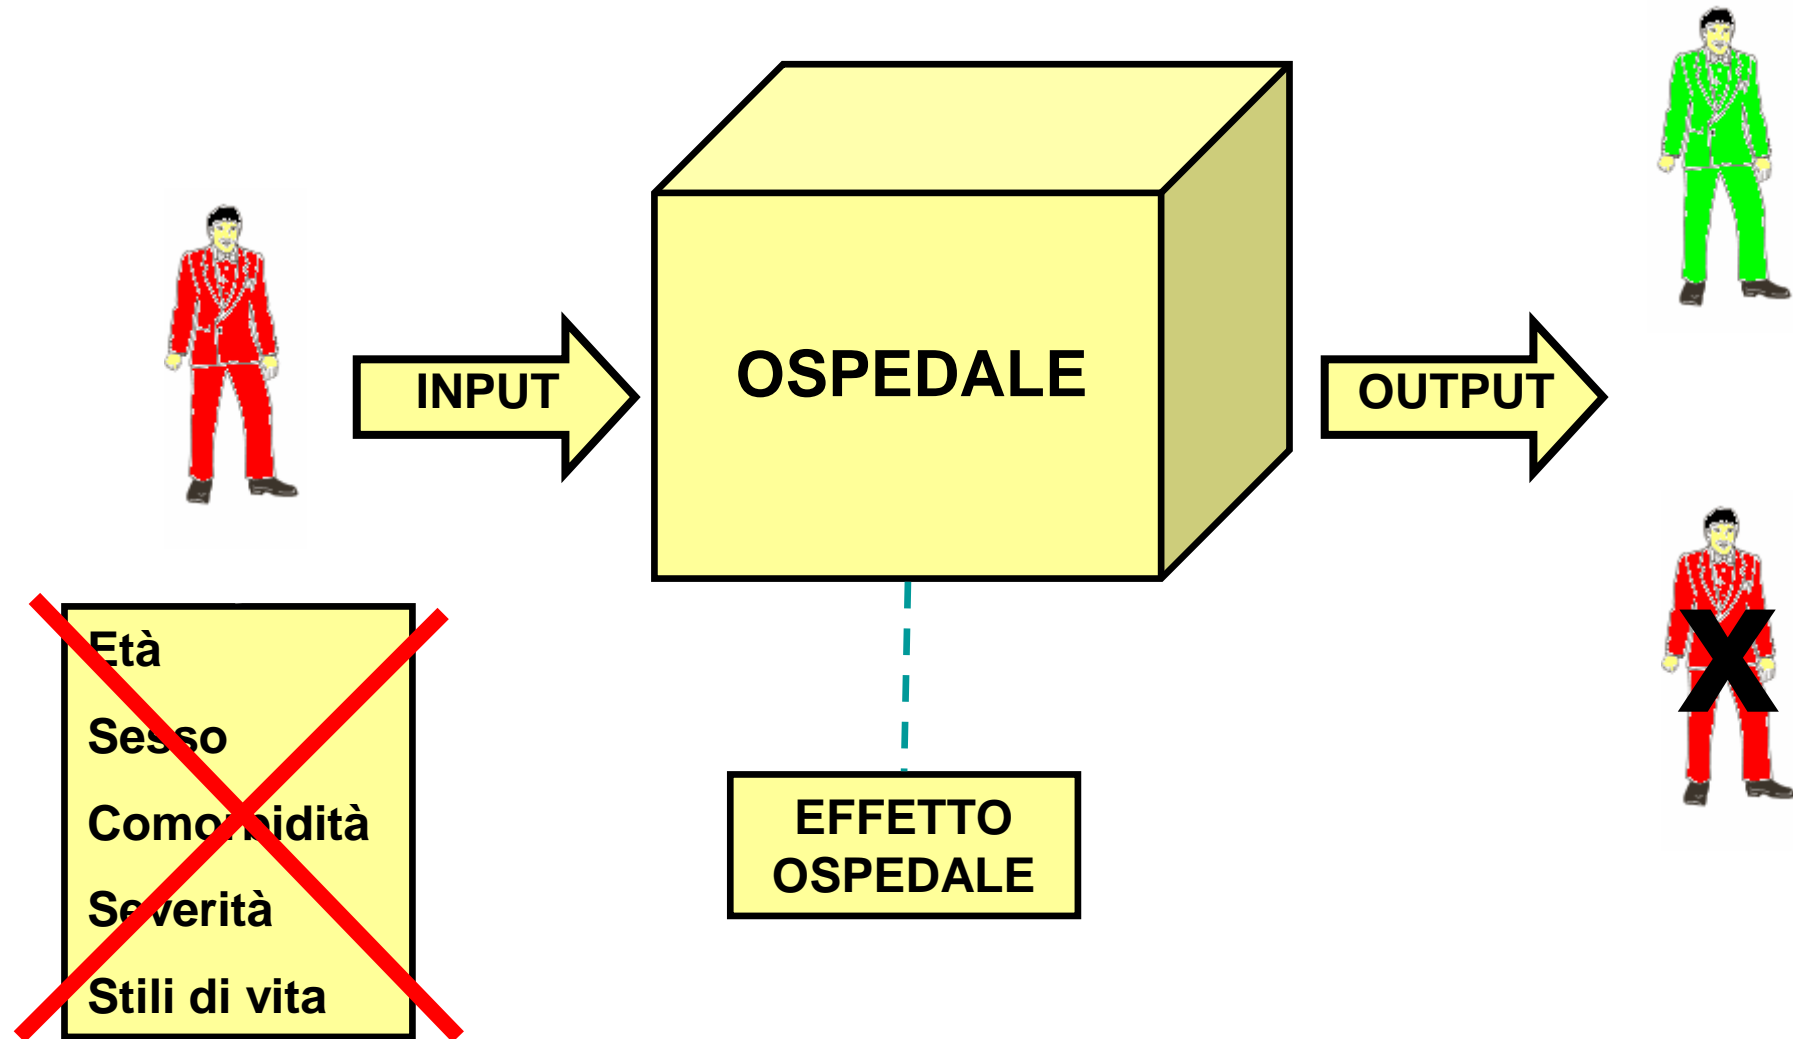 INPUT
OSPEDALE
OUTPUT
Età
Sesso
Comorbidità
Severità
Stili di vita
EFFETTO
OSPEDALE
X